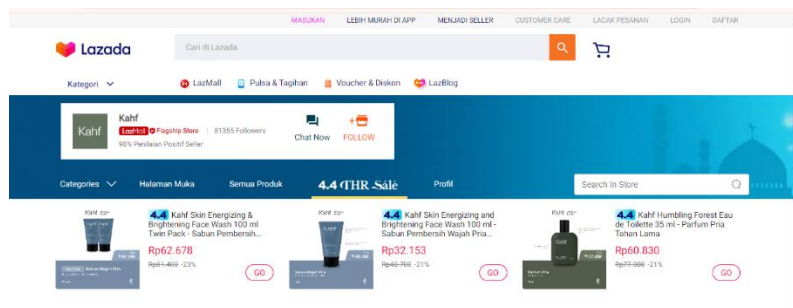 MASUKAN LEBIH MURAH DI APP MENJADI SELLER CUSTOMER CARE LACAK PESANAN LOGIN DAFTAR
Lazada
Cari di Lazada
Kategori
LazMall
Pulsa & Tagihan
Voucher & Diskon
LazBlog
Kahf
Kahf
LazMall Flagship Store | 81355 Followers
98% Penilaian Positif Seller
Chat Now
FOLLOW
Categories
Halaman Muka
Semua Produk
4.4 THR Sale
Profil
Search In Store
4.4 Kahf Skin Energizing &
Brightening Face Wash 100 ml
Twin Pack - Sabun Pembersih...
Rp62.678
Rp81.400 -23%
GO
4.4 Kahf Skin Energizing and
Brightening Face Wash 100 ml -
Sabun Pembersih Wajah Pria...
Rp32.153
Rp40.700 -21%
GO
4.4 Kahf Humbling Forest Eau
de Toilette 35 ml - Parfum Pria
Tahan Lama
Rp60.830
Rp77.000 -21%
GO